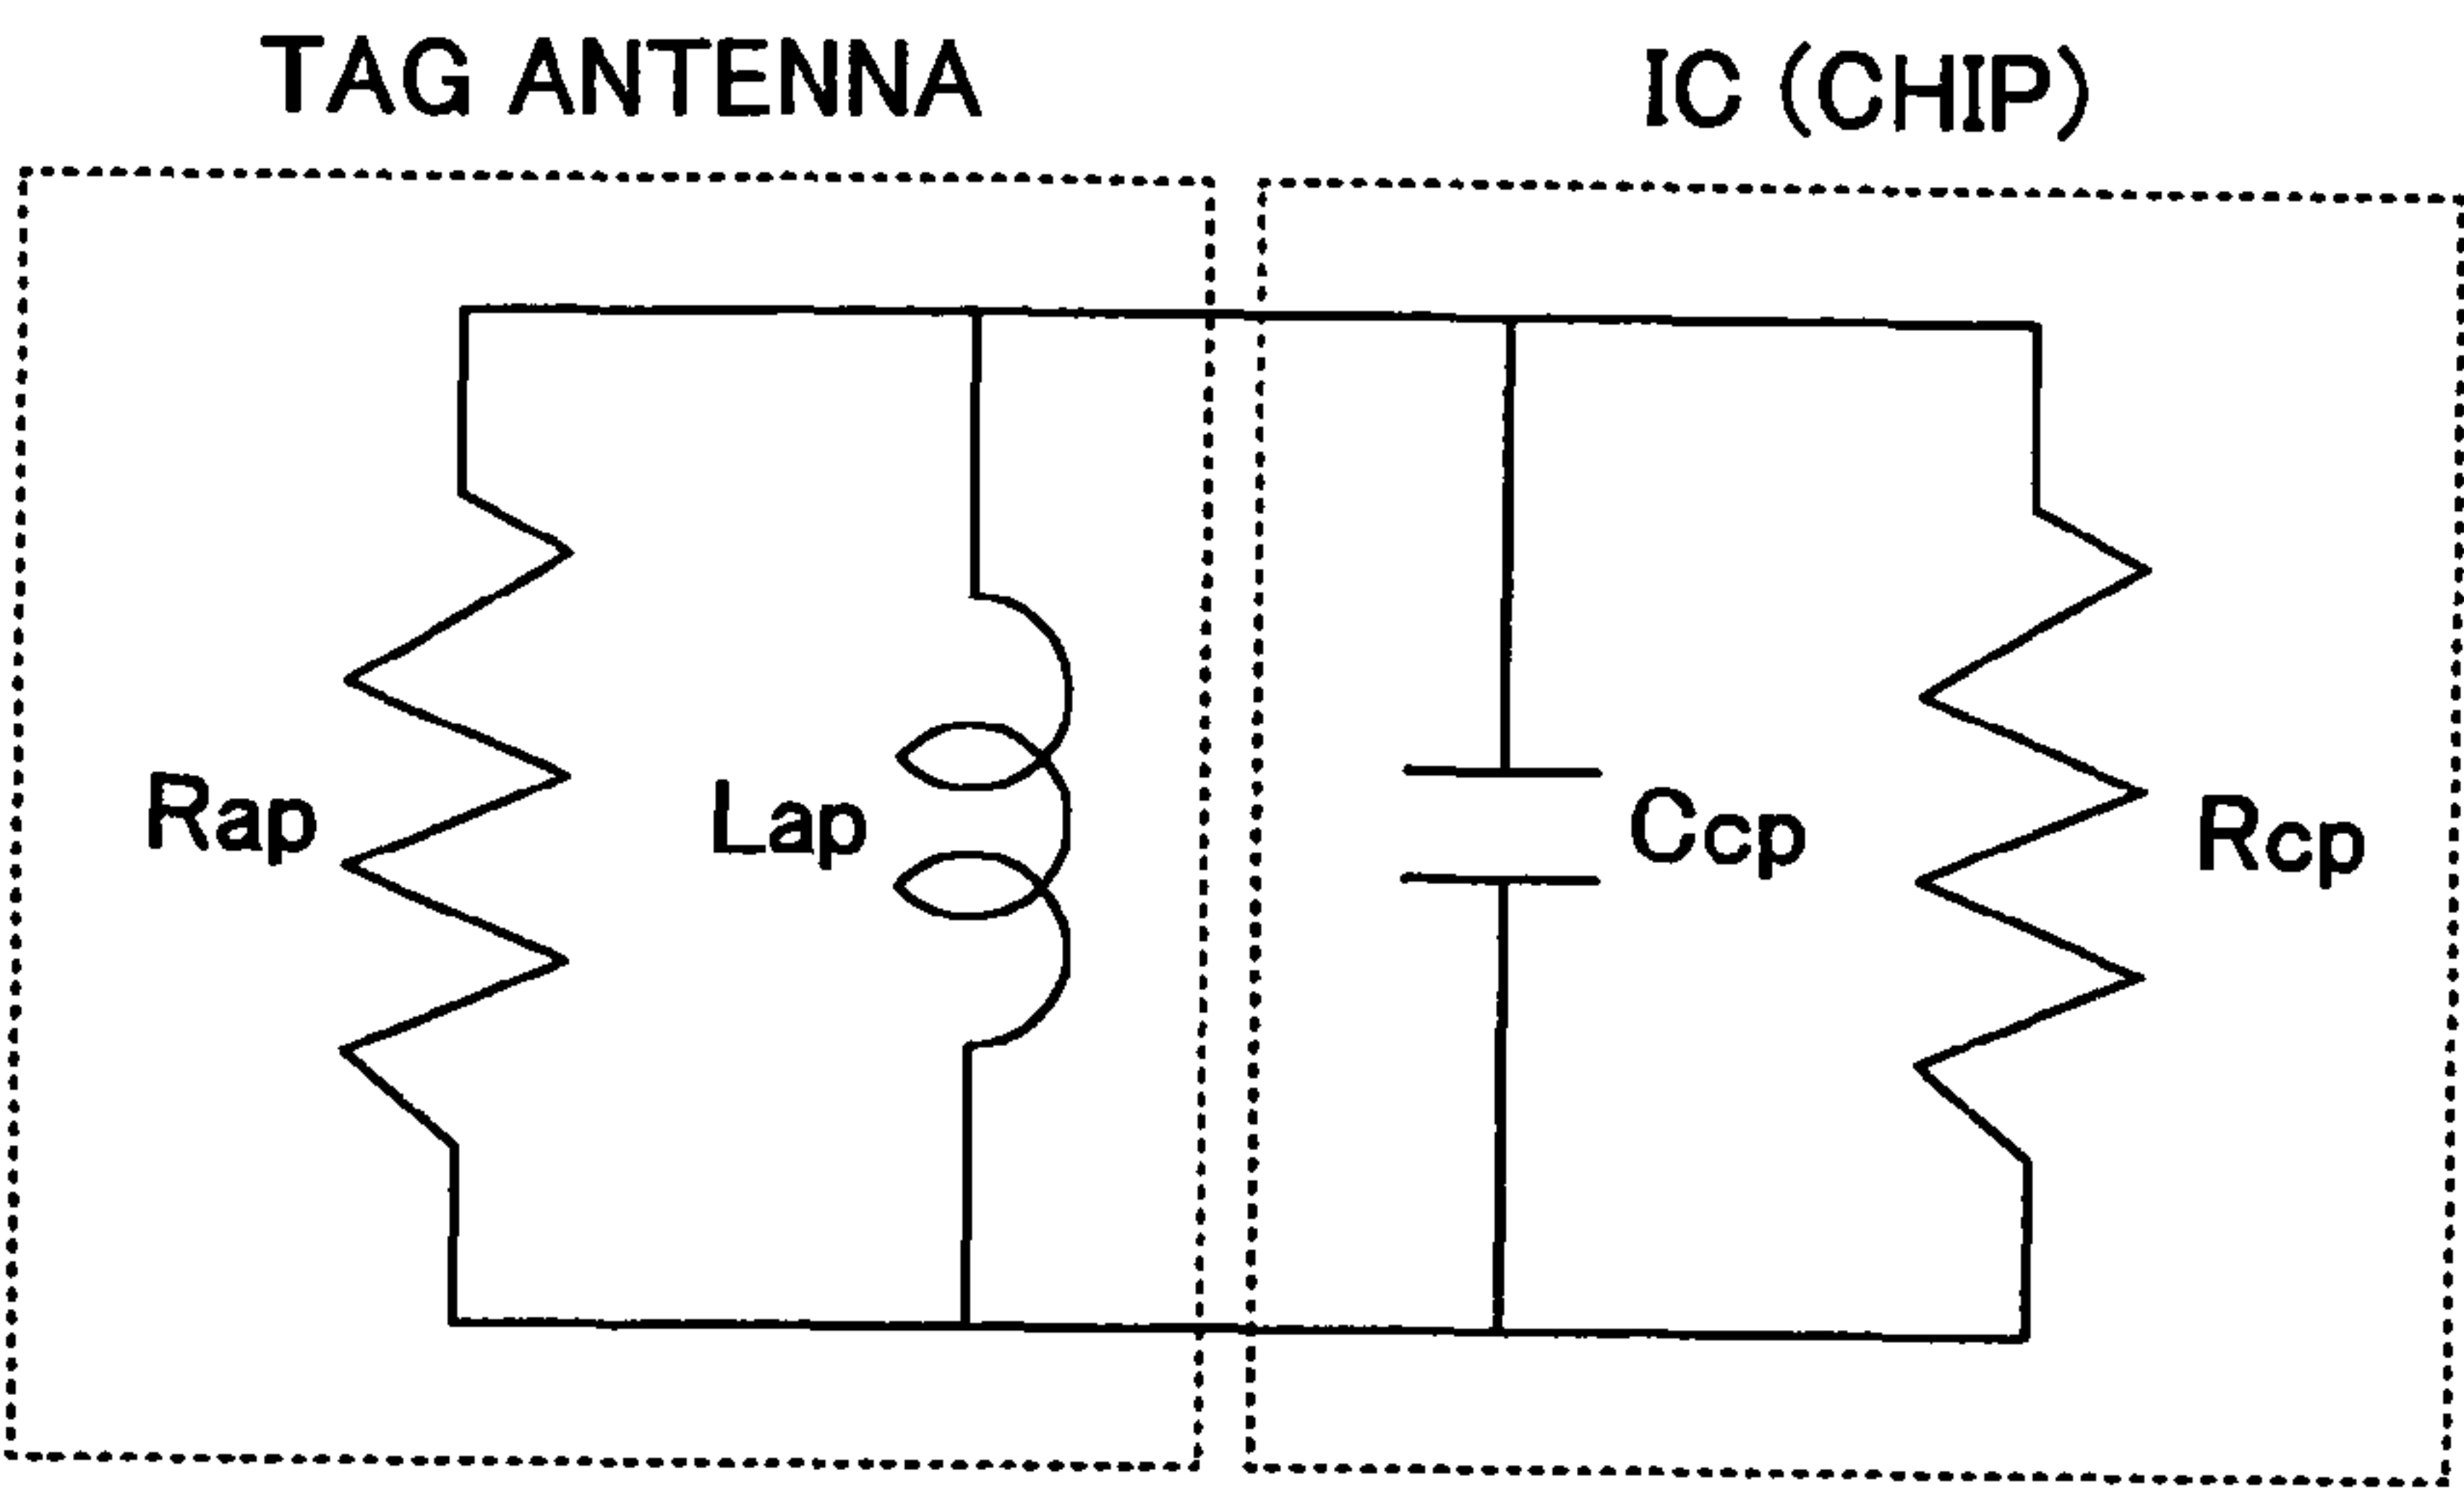 TAG ANTENNA
IC (CHIP)
Rap
Lap
Ccp
Rcp